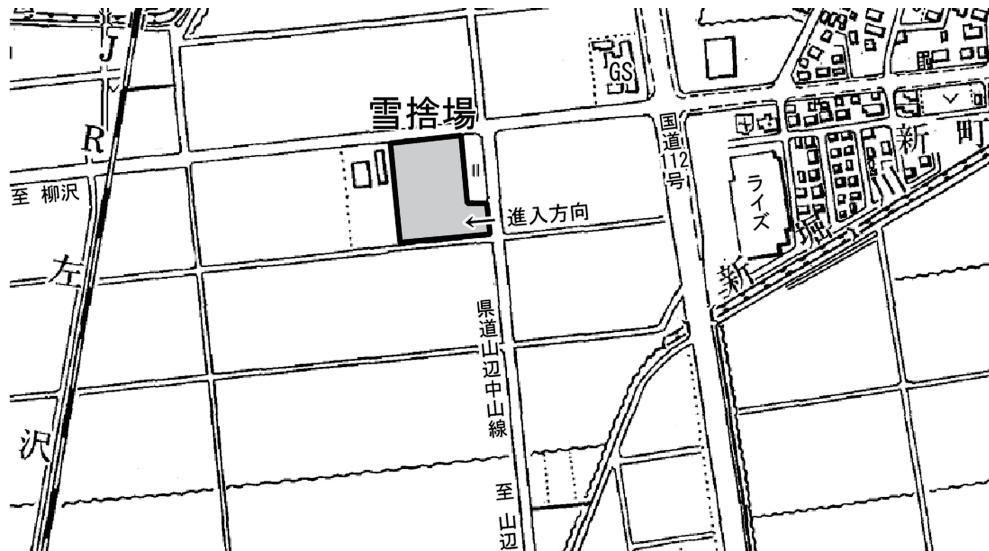 JR左沢
雪捨場
GS
至 柳沢
進入方向
国道112号
ライズ
新町
新堀
県道山辺中山線
至 山辺